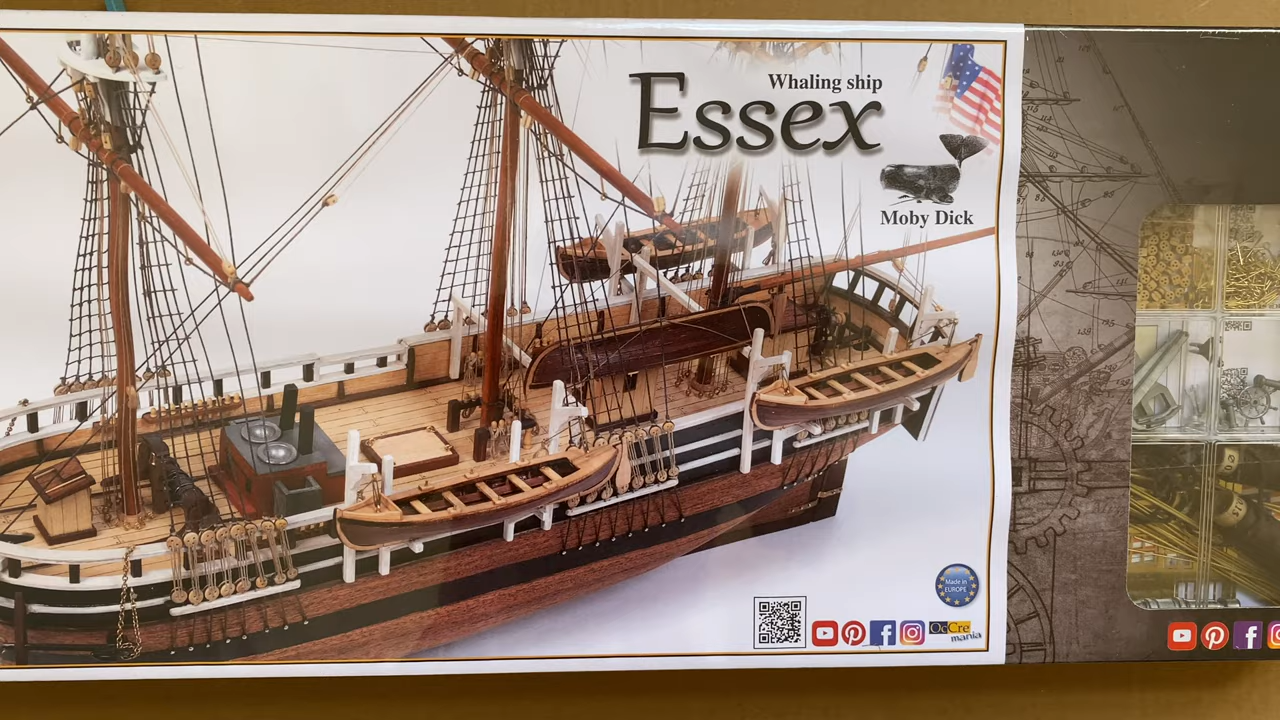 Whaling ship
Essex
Moby Dick
Made in
EUROPE
OcCre
mania